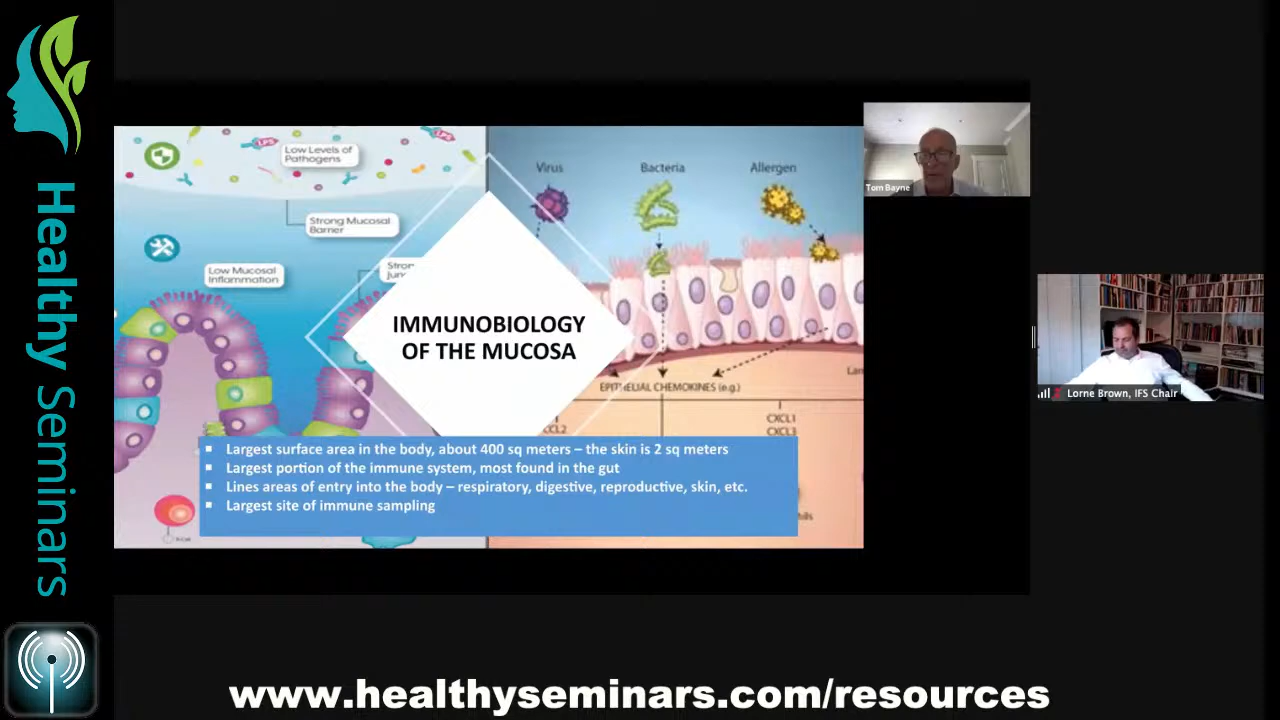 Healthy Seminars
LPS
LPS
Low Levels of
Pathogens
Strong Mucosal
Barrier
Low Mucosal
Inflammation
Virus
Bacteria
Allergen
IMMUNOBIOLOGY
OF THE MUCOSA
EPITHELIAL CHEMOKINES (e.g.)
CXCL1
CXCL3
▪ Largest surface area in the body, about 400 sq meters – the skin is 2 sq meters
▪ Largest portion of the immune system, most found in the gut
▪ Lines areas of entry into the body – respiratory, digestive, reproductive, skin, etc.
▪ Largest site of immune sampling
Tom Bayne
Lorne Brown, IFS Chair
www.healthyseminars.com/resources